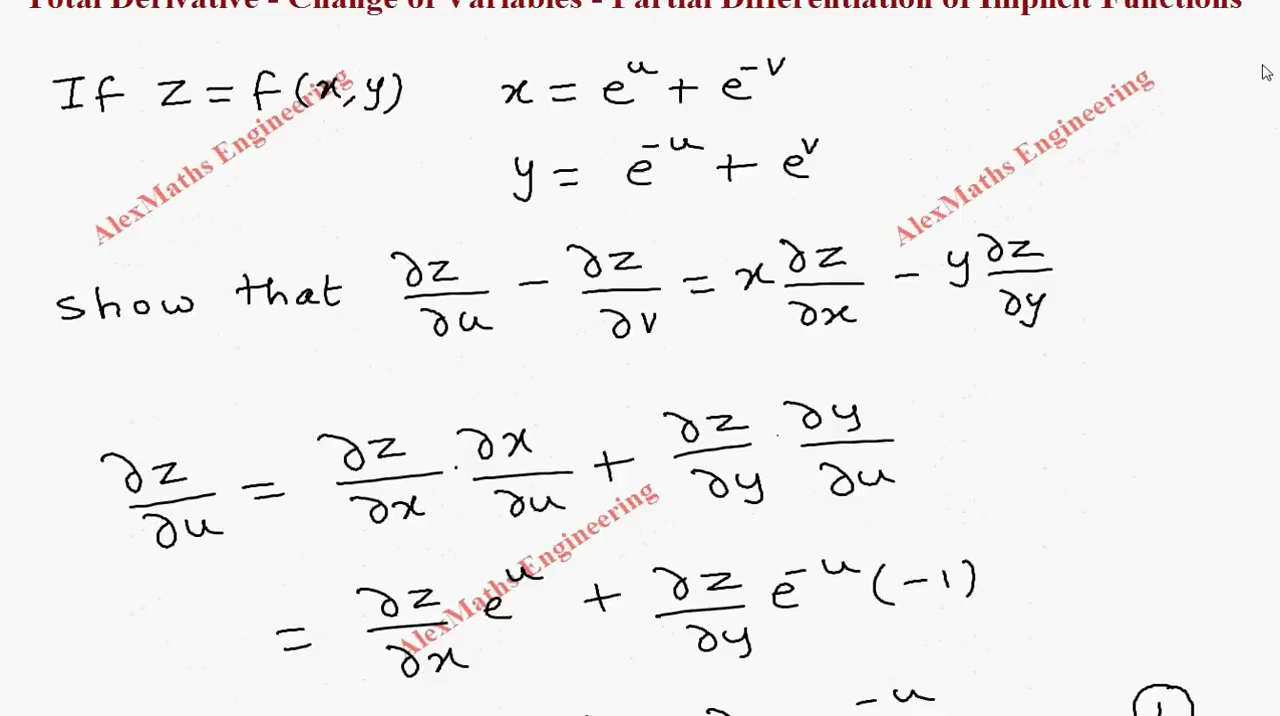 Total Derivative - Change of Variables - Partial Differentiation of Implicit Functions
If z = f(x,y) x = e^u + e^-v
y = e^-u + e^v
AlexMaths Engineering
AlexMaths Engineering
show that ∂z/∂u - ∂z/∂v = x ∂z/∂x - y ∂z/∂y
∂z/∂u = ∂z/∂x · ∂x/∂u + ∂z/∂y · ∂y/∂u
AlexMaths Engineering
= ∂z/∂x e^u + ∂z/∂y e^-u (-1)
-u